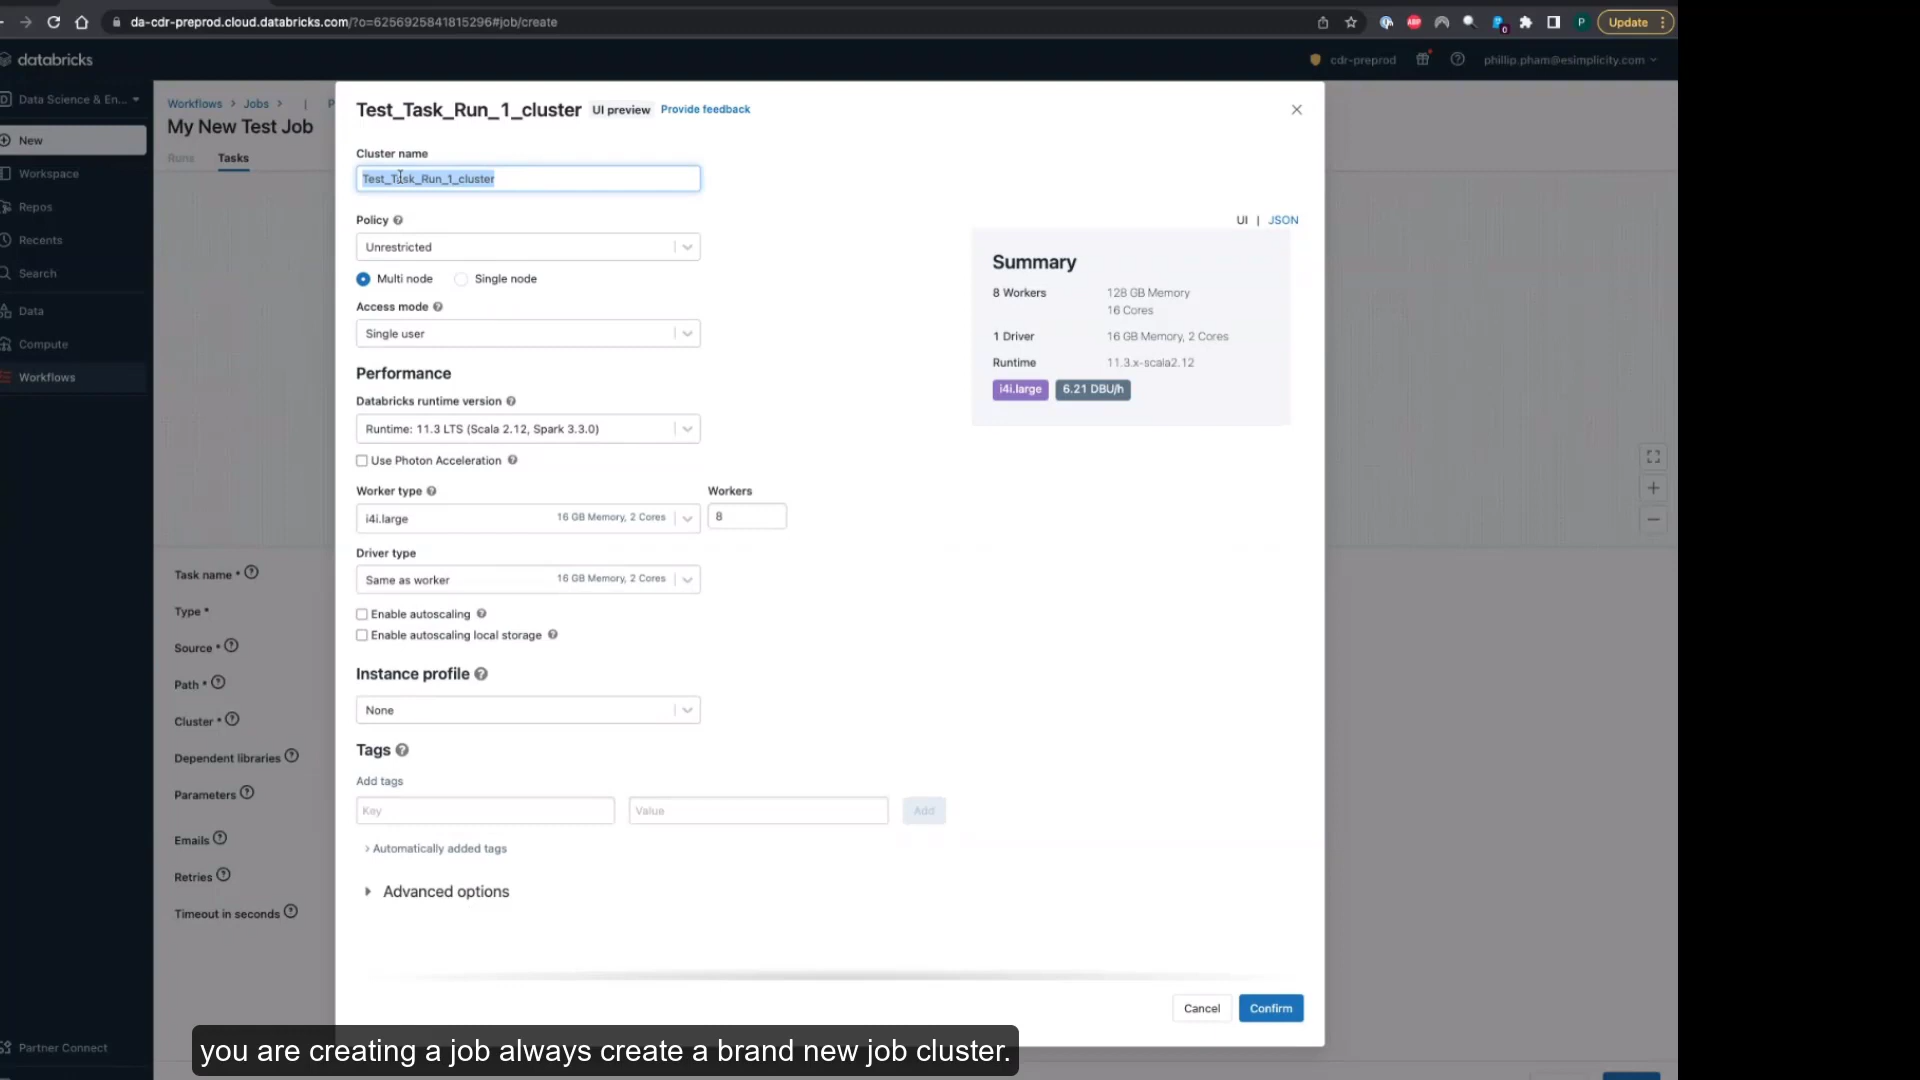 da-cdr-preprod.cloud.databricks.com/?o=6256925841815296#job/create
ABP
0
P
Update
databricks
cdr-preprod
phillip.pham@esimplicity.com
D Data Science & En...
New
Workspace
Repos
Recents
Search
Data
Compute
Workflows
Partner Connect
Workflows > Jobs > | P
My New Test Job
Runs Tasks
Task name *
Type *
Source *
Path *
Cluster *
Dependent libraries
Parameters
Emails
Retries
Timeout in seconds
Test_Task_Run_1_cluster UI preview Provide feedback
Cluster name
Test_Task_Run_1_cluster
Policy
Unrestricted
Multi node Single node
Access mode
Single user
Performance
Databricks runtime version
Runtime: 11.3 LTS (Scala 2.12, Spark 3.3.0)
Use Photon Acceleration
Worker type Workers
i4i.large 16 GB Memory, 2 Cores 8
Driver type
Same as worker 16 GB Memory, 2 Cores
Enable autoscaling
Enable autoscaling local storage
Instance profile
None
Tags
Add tags
Key Value Add
> Automatically added tags
Advanced options
UI | JSON
Summary
8 Workers 128 GB Memory
16 Cores
1 Driver 16 GB Memory, 2 Cores
Runtime 11.3.x-scala2.12
i4i.large 6.21 DBU/h
Cancel Confirm
you are creating a job always create a brand new job cluster.